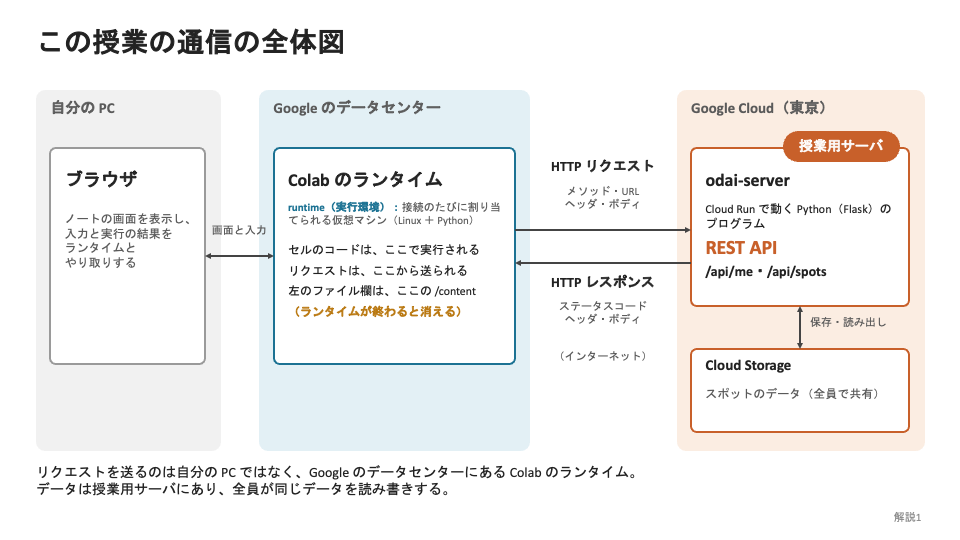 この授業の通信の全体図
自分の PC
ブラウザ
ノートの画面を表示し、
入力と実行の結果を
ランタイムと
やり取りする
画面と入力
Google のデータセンター
Colab のランタイム
runtime（実行環境）：接続のたびに割り当
てられる仮想マシン（Linux ＋ Python）
セルのコードは、ここで実行される
リクエストは、ここから送られる
左のファイル欄は、ここの /content
（ランタイムが終わると消える）
HTTP リクエスト
メソッド・URL
ヘッダ・ボディ
HTTP レスポンス
ステータスコード
ヘッダ・ボディ
（インターネット）
Google Cloud（東京）
授業用サーバ
odai-server
Cloud Run で動く Python（Flask）の
プログラム
REST API
/api/me・/api/spots
保存・読み出し
Cloud Storage
スポットのデータ（全員で共有）
リクエストを送るのは自分の PC ではなく、Google のデータセンターにある Colab のランタイム。
データは授業用サーバにあり、全員が同じデータを読み書きする。
解説1